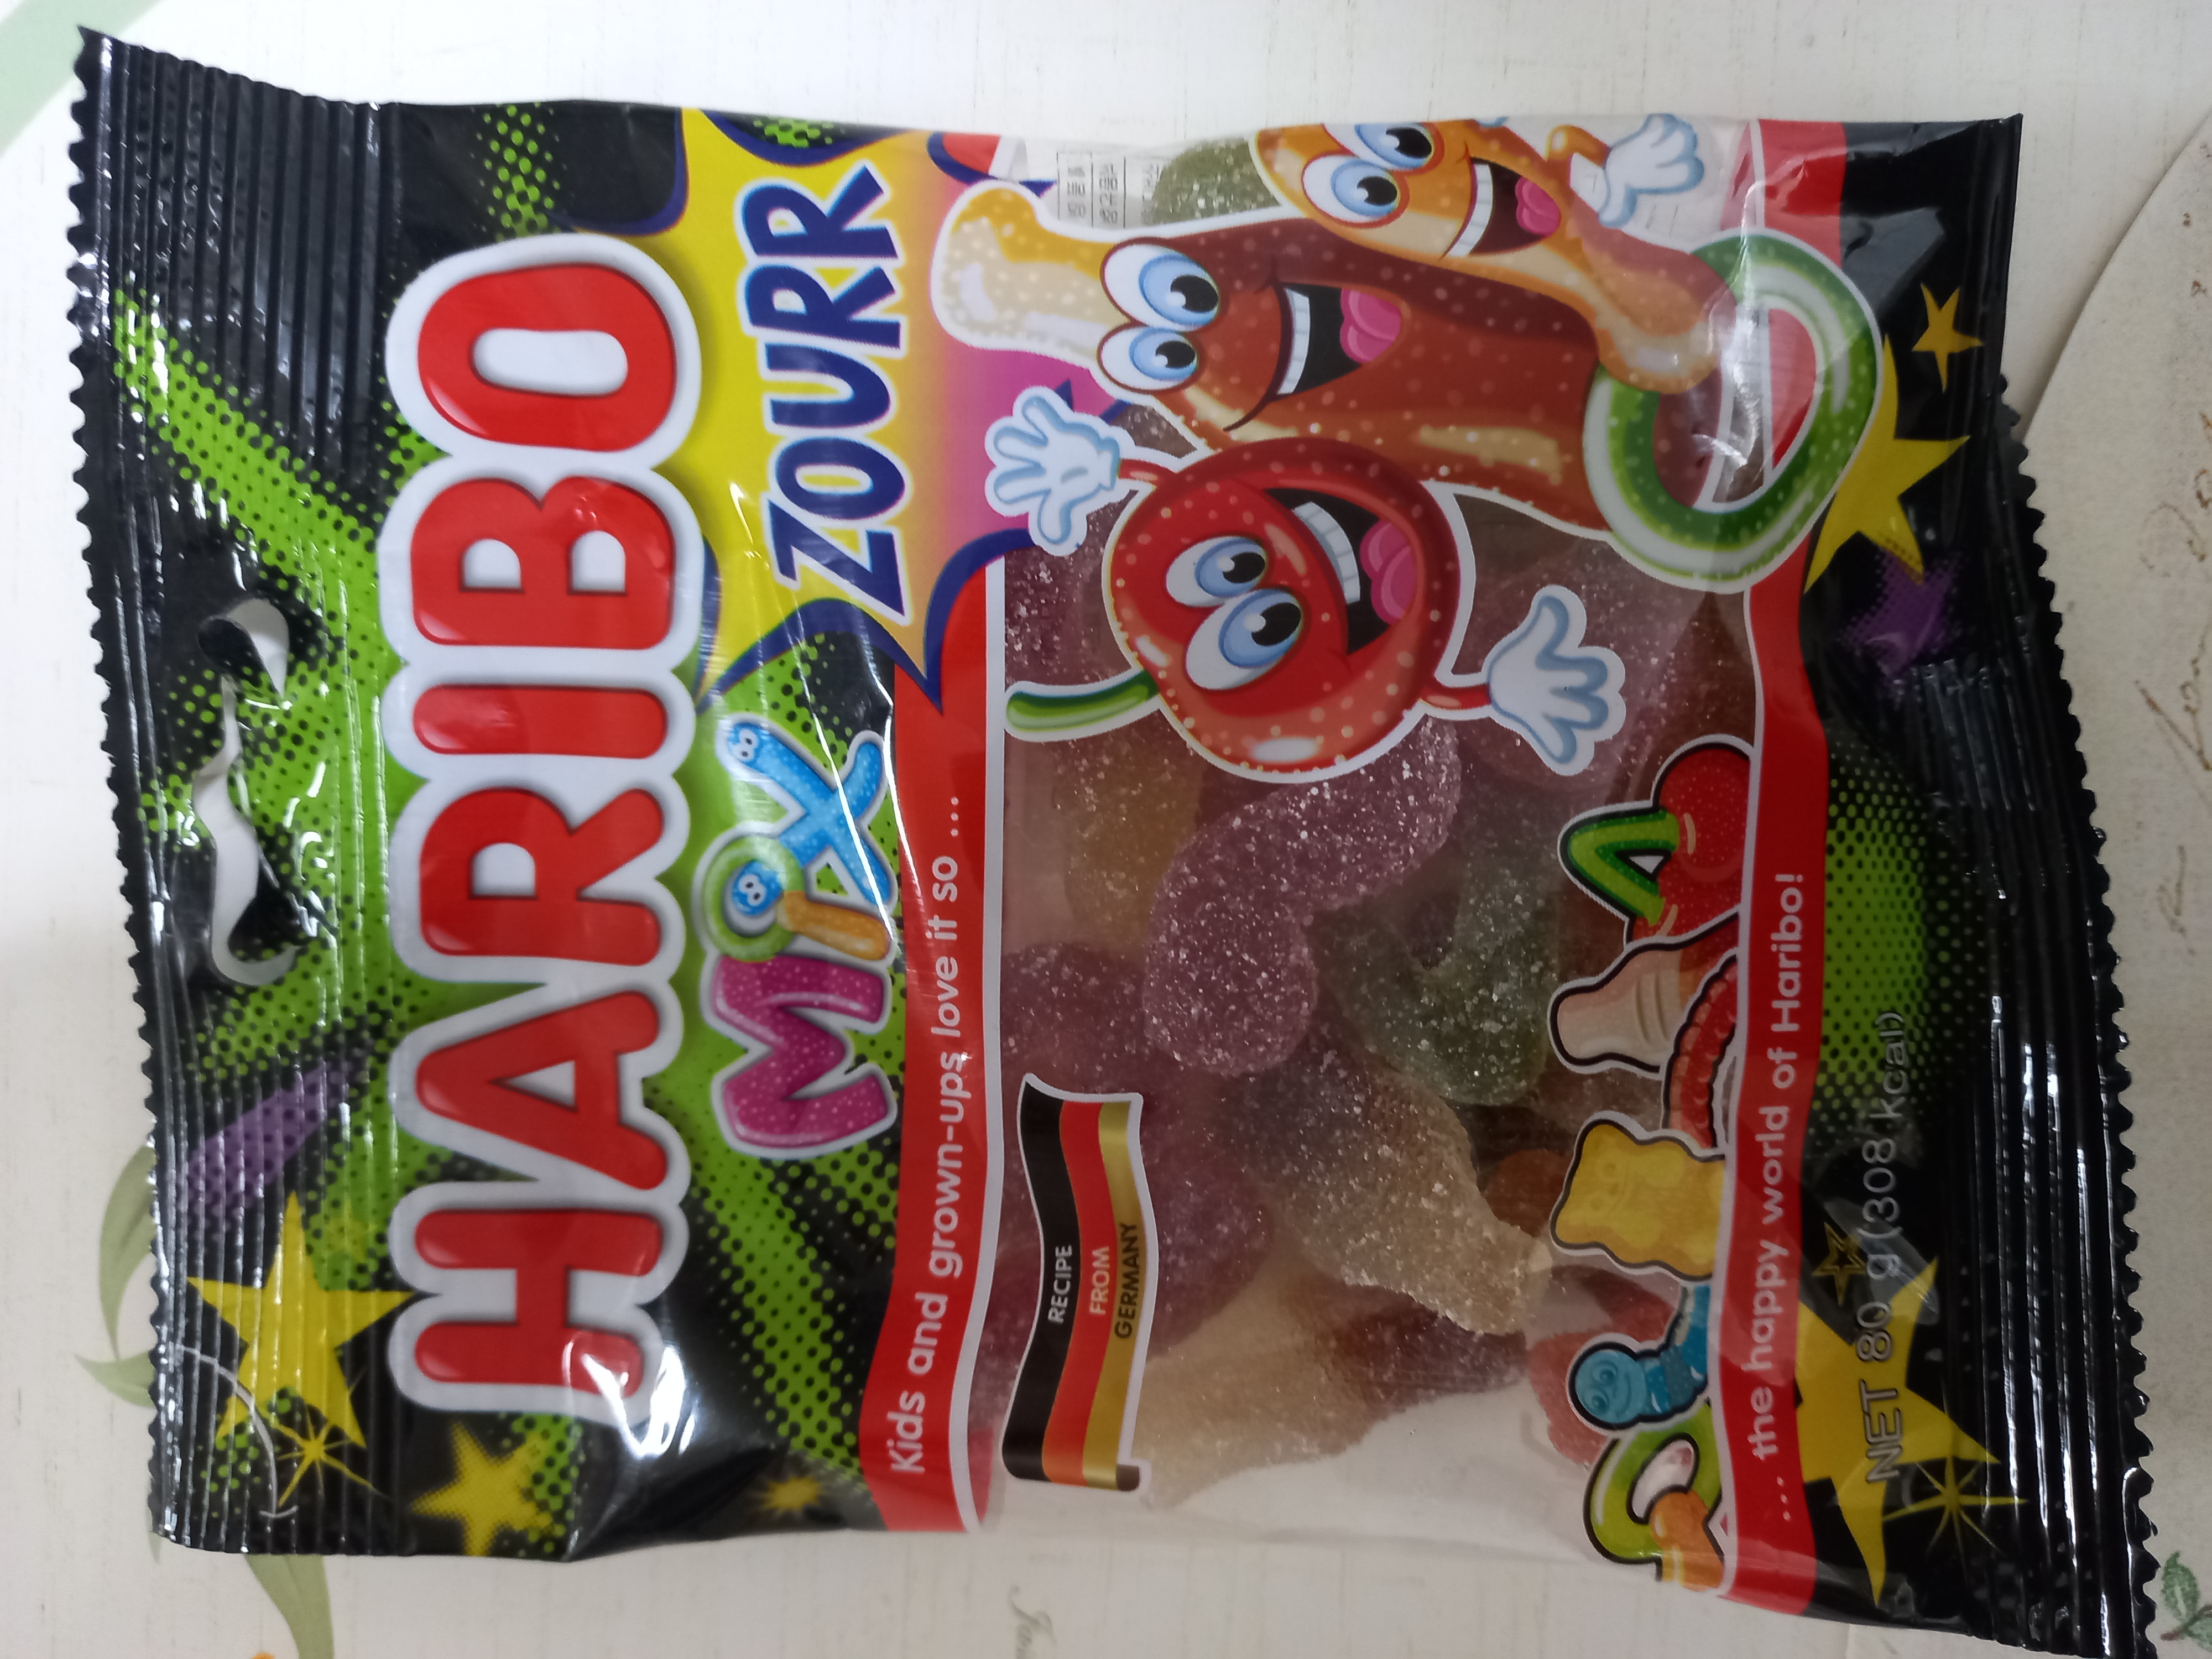 HARIBO
MiX ZOURR
Kids and grown-ups love it so ...
RECIPE
FROM
GERMANY
... the happy world of Haribo!
NET 80 g (308 kcal)